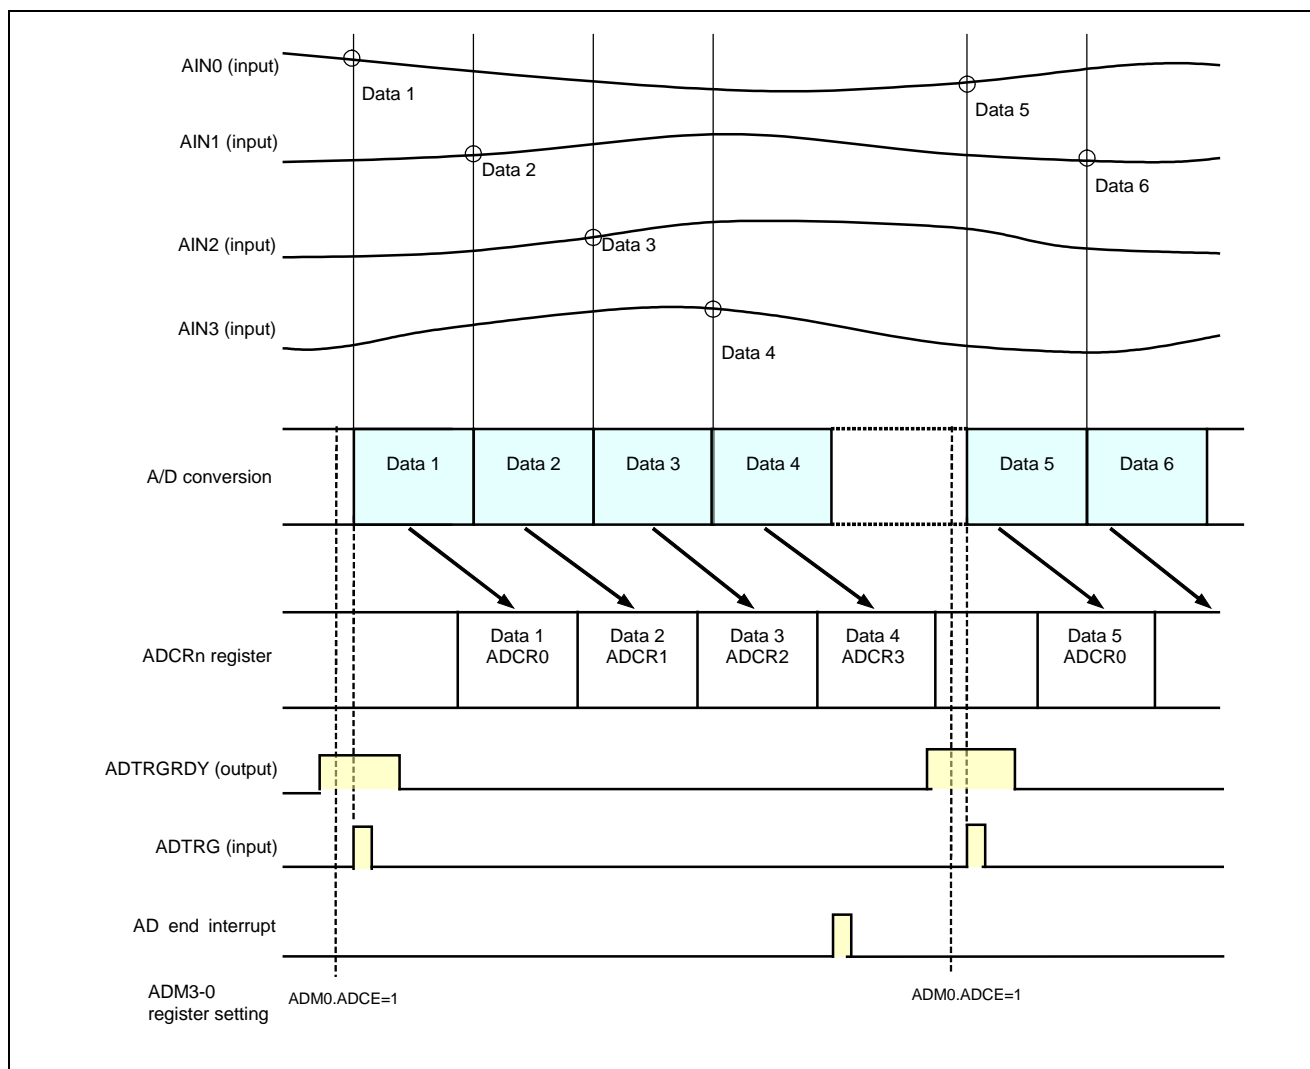 AIN0 (input)
Data 1
Data 5
AIN1 (input)
Data 2
Data 6
AIN2 (input)
Data 3
AIN3 (input)
Data 4
A/D conversion
Data 1
Data 2
Data 3
Data 4
Data 5
Data 6
ADCRn register
Data 1
ADCR0
Data 2
ADCR1
Data 3
ADCR2
Data 4
ADCR3
Data 5
ADCR0
ADTRGRDY (output)
ADTRG (input)
AD end interrupt
ADM3-0
register setting
ADM0.ADCE=1
ADM0.ADCE=1